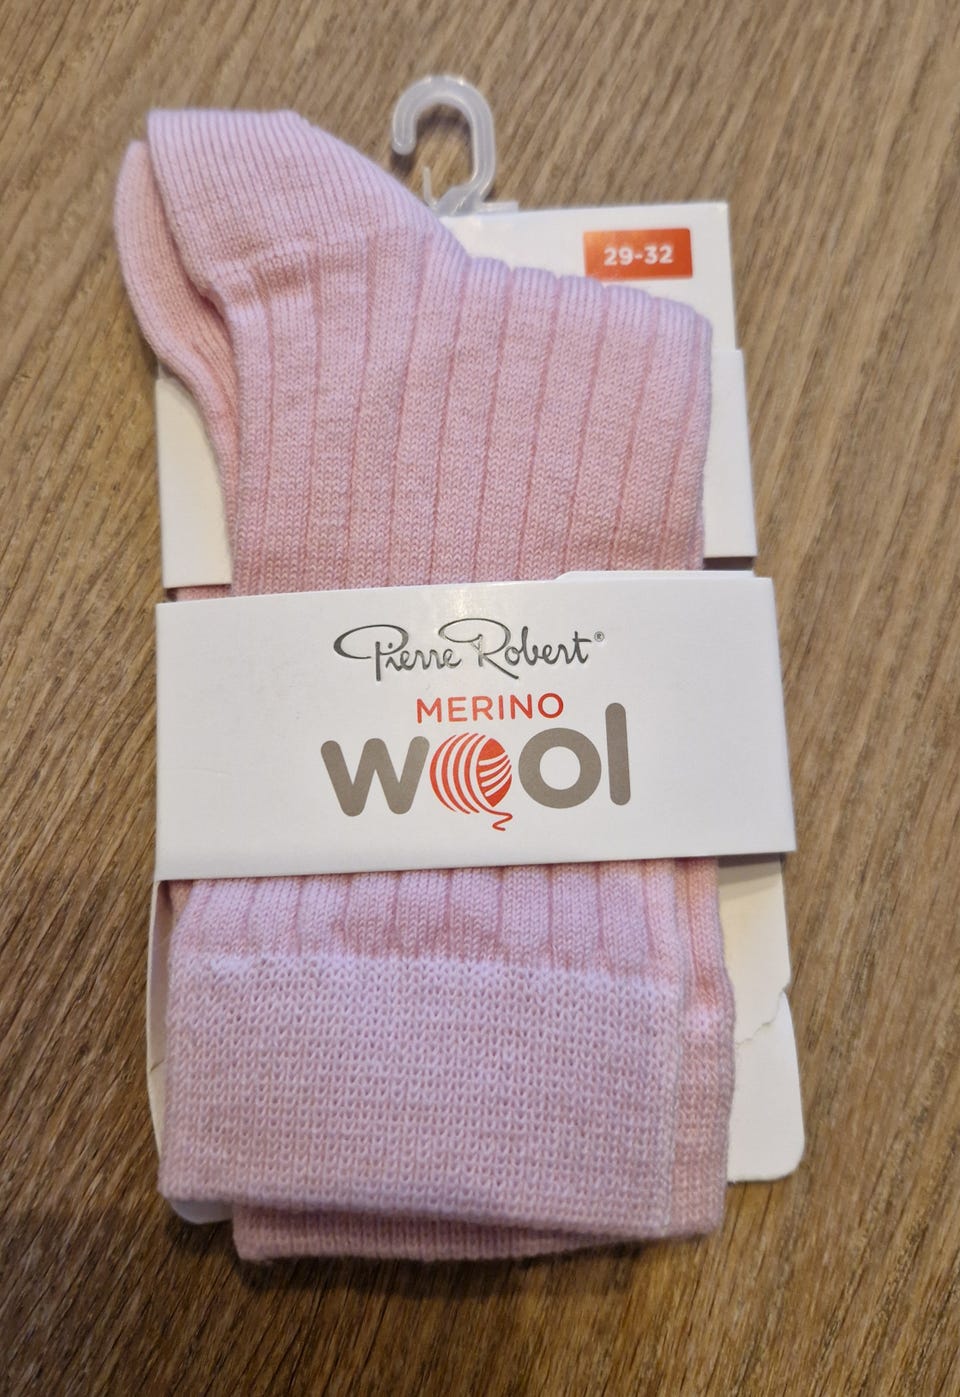 29-32
Pierre Robert®
MERINO
wool